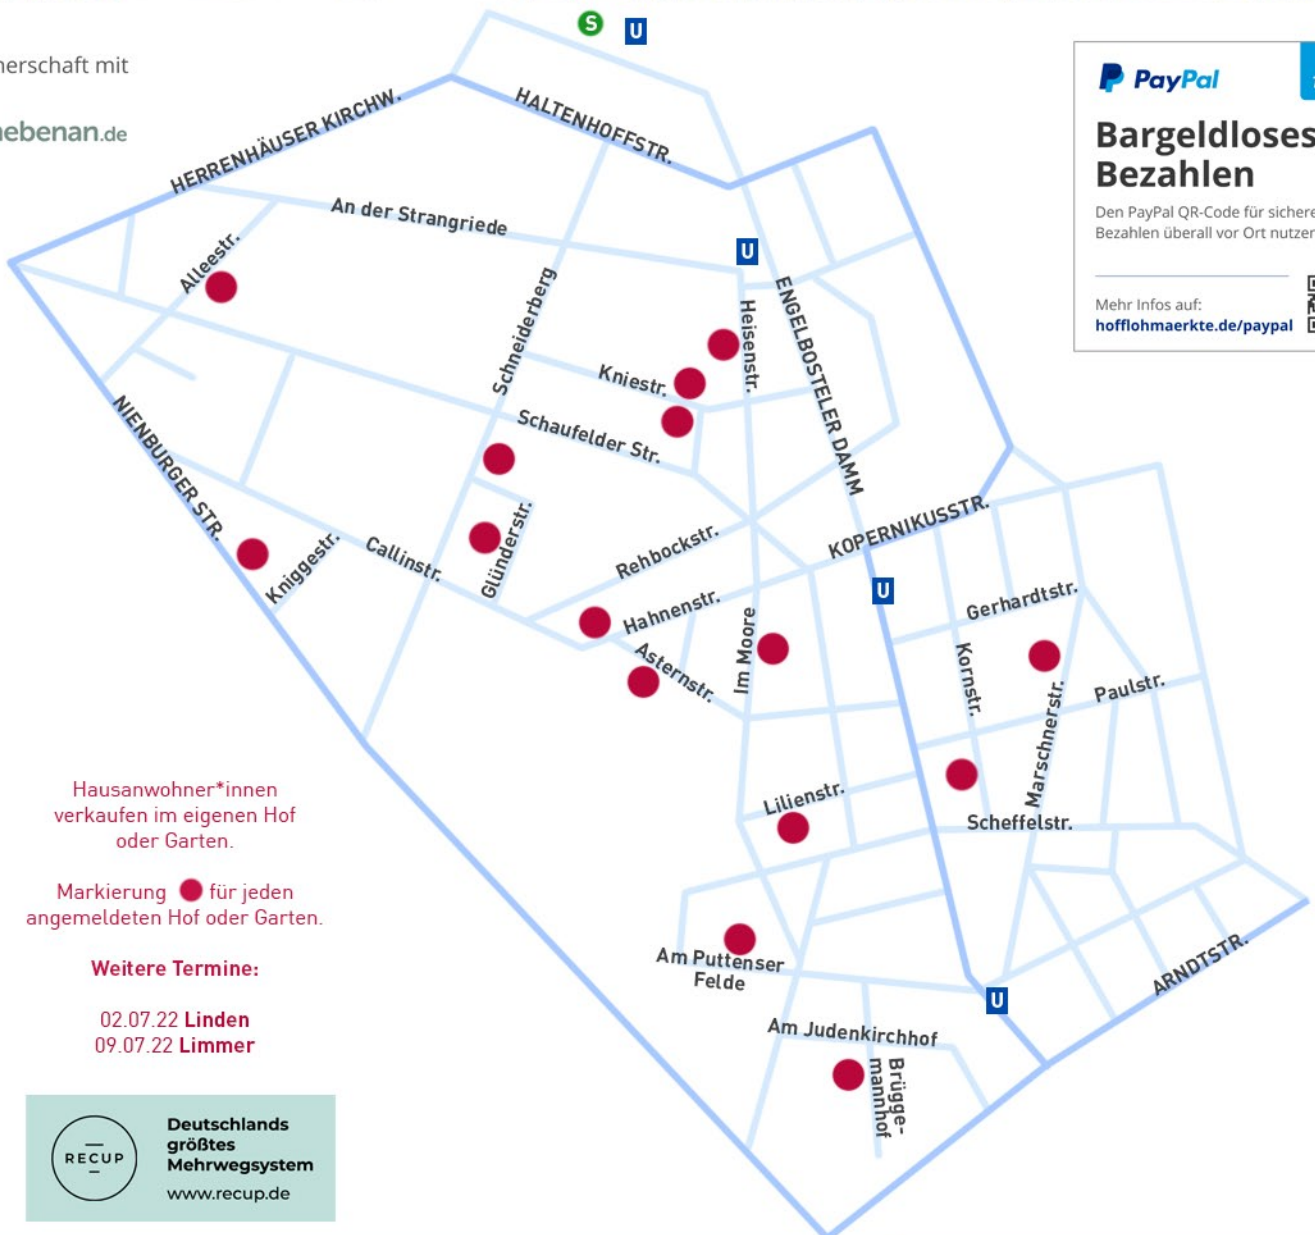 S
U
nerschaft mit
nebenan.de
HERRENHÄUSER KIRCHW.
HALTENHOFFSTR.
PayPal
Bargeldloses
Bezahlen
Den PayPal QR-Code für sichere
Bezahlen überall vor Ort nutzen
Mehr Infos auf:
hofflohmaerkte.de/paypal
An der Strangriede
Alleestr.
U
Schneiderberg
Heisenstr.
ENGELBOSTELER DAMM
Kniestr.
Schaufelder Str.
NIENBURGER STR.
Kniggestr.
Callinstr.
Glünderstr.
Rehbockstr.
KOPERNIKUSSTR.
U
Hahnenstr.
Asternstr.
Im Moore
Gerhardtstr.
Kornstr.
Marschnerstr.
Paulstr.
Lilienstr.
Scheffelstr.
Am Puttenser
Felde
U
ARNDTSTR.
Am Judenkirchhof
Brügge-
mannhof
Hausanwohner*innen
verkaufen im eigenen Hof
oder Garten.
Markierung für jeden
angemeldeten Hof oder Garten.
Weitere Termine:
02.07.22 Linden
09.07.22 Limmer
RECUP
Deutschlands
größtes
Mehrwegsystem
www.recup.de